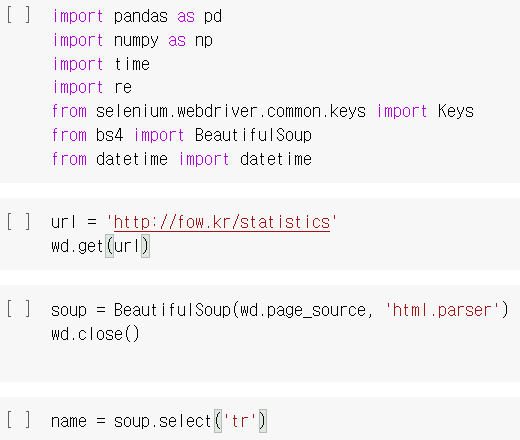 [ ] import pandas as pd
import numpy as np
import time
import re
from selenium.webdriver.common.keys import Keys
from bs4 import BeautifulSoup
from datetime import datetime
[ ] url = 'http://fow.kr/statistics'
wd.get(url)
[ ] soup = BeautifulSoup(wd.page_source, 'html.parser')
wd.close()
[ ] name = soup.select('tr')